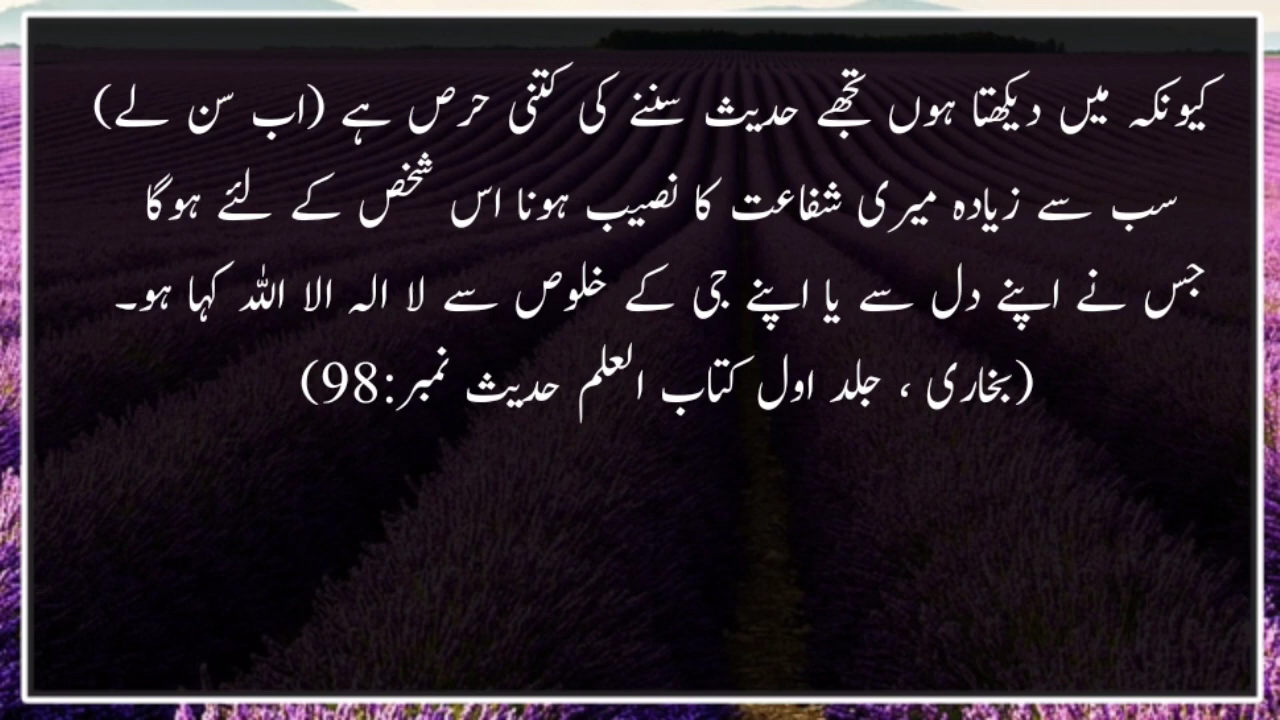 کیونکہ میں دیکھتا ہوں تجھے حدیث سننے کی کتنی حرص ہے (اب سن لے)
سب سے زیادہ میری شفاعت کا نصیب ہونا اس شخص کے لئے ہوگا
جس نے اپنے دل سے یا اپنے جی کے خلوص سے لا الہ الا اللہ کہا ہو۔
(بخاری ، جلد اول کتاب العلم حدیث نمبر:98)